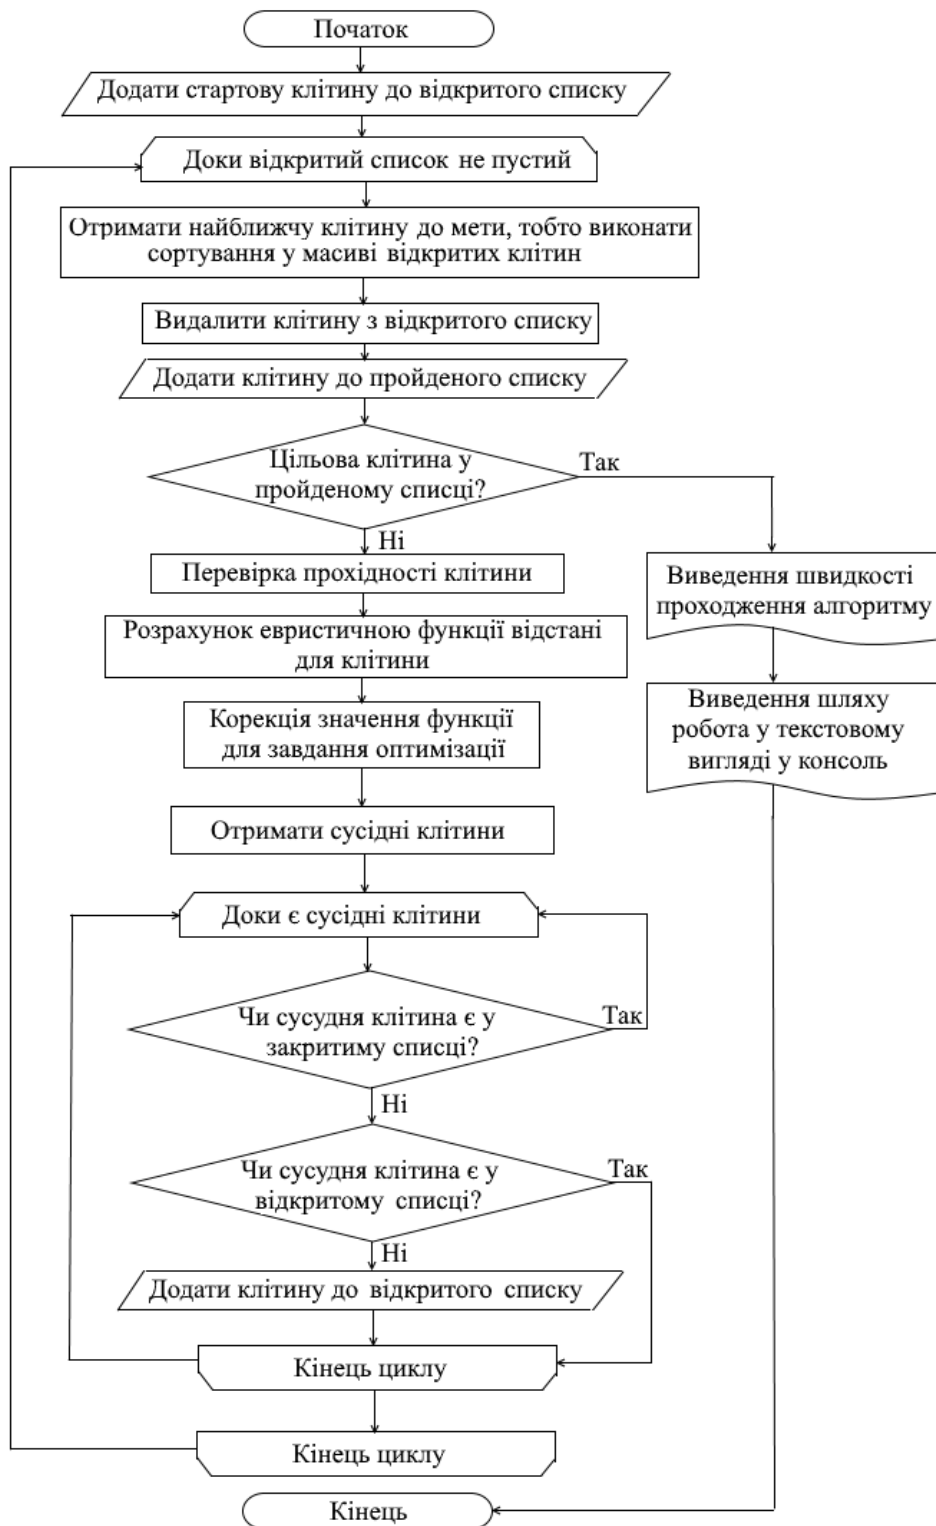 Початок
Додати стартову клітину до відкритого списку
Доки відкритий список не пустий
Отримати найближчу клітину до мети, тобто виконати
сортування у масиві відкритих клітин
Видалити клітину з відкритого списку
Додати клітину до пройденого списку
Цільова клітина у
пройденому списці?
Так
Ні
Перевірка прохідності клітини
Виведення швидкості
проходження алгоритму
Розрахунок евристичною функції відстані
для клітини
Виведення шляху
робота у текстовому
вигляді у консоль
Корекція значення функції
для завдання оптимізації
Отримати сусідні клітини
Доки є сусідні клітини
Чи сусудня клітина є у
закритиму списці?
Так
Ні
Чи сусудня клітина є у
відкритому списці?
Так
Ні
Додати клітину до відкритого списку
Кінець циклу
Кінець циклу
Кінець